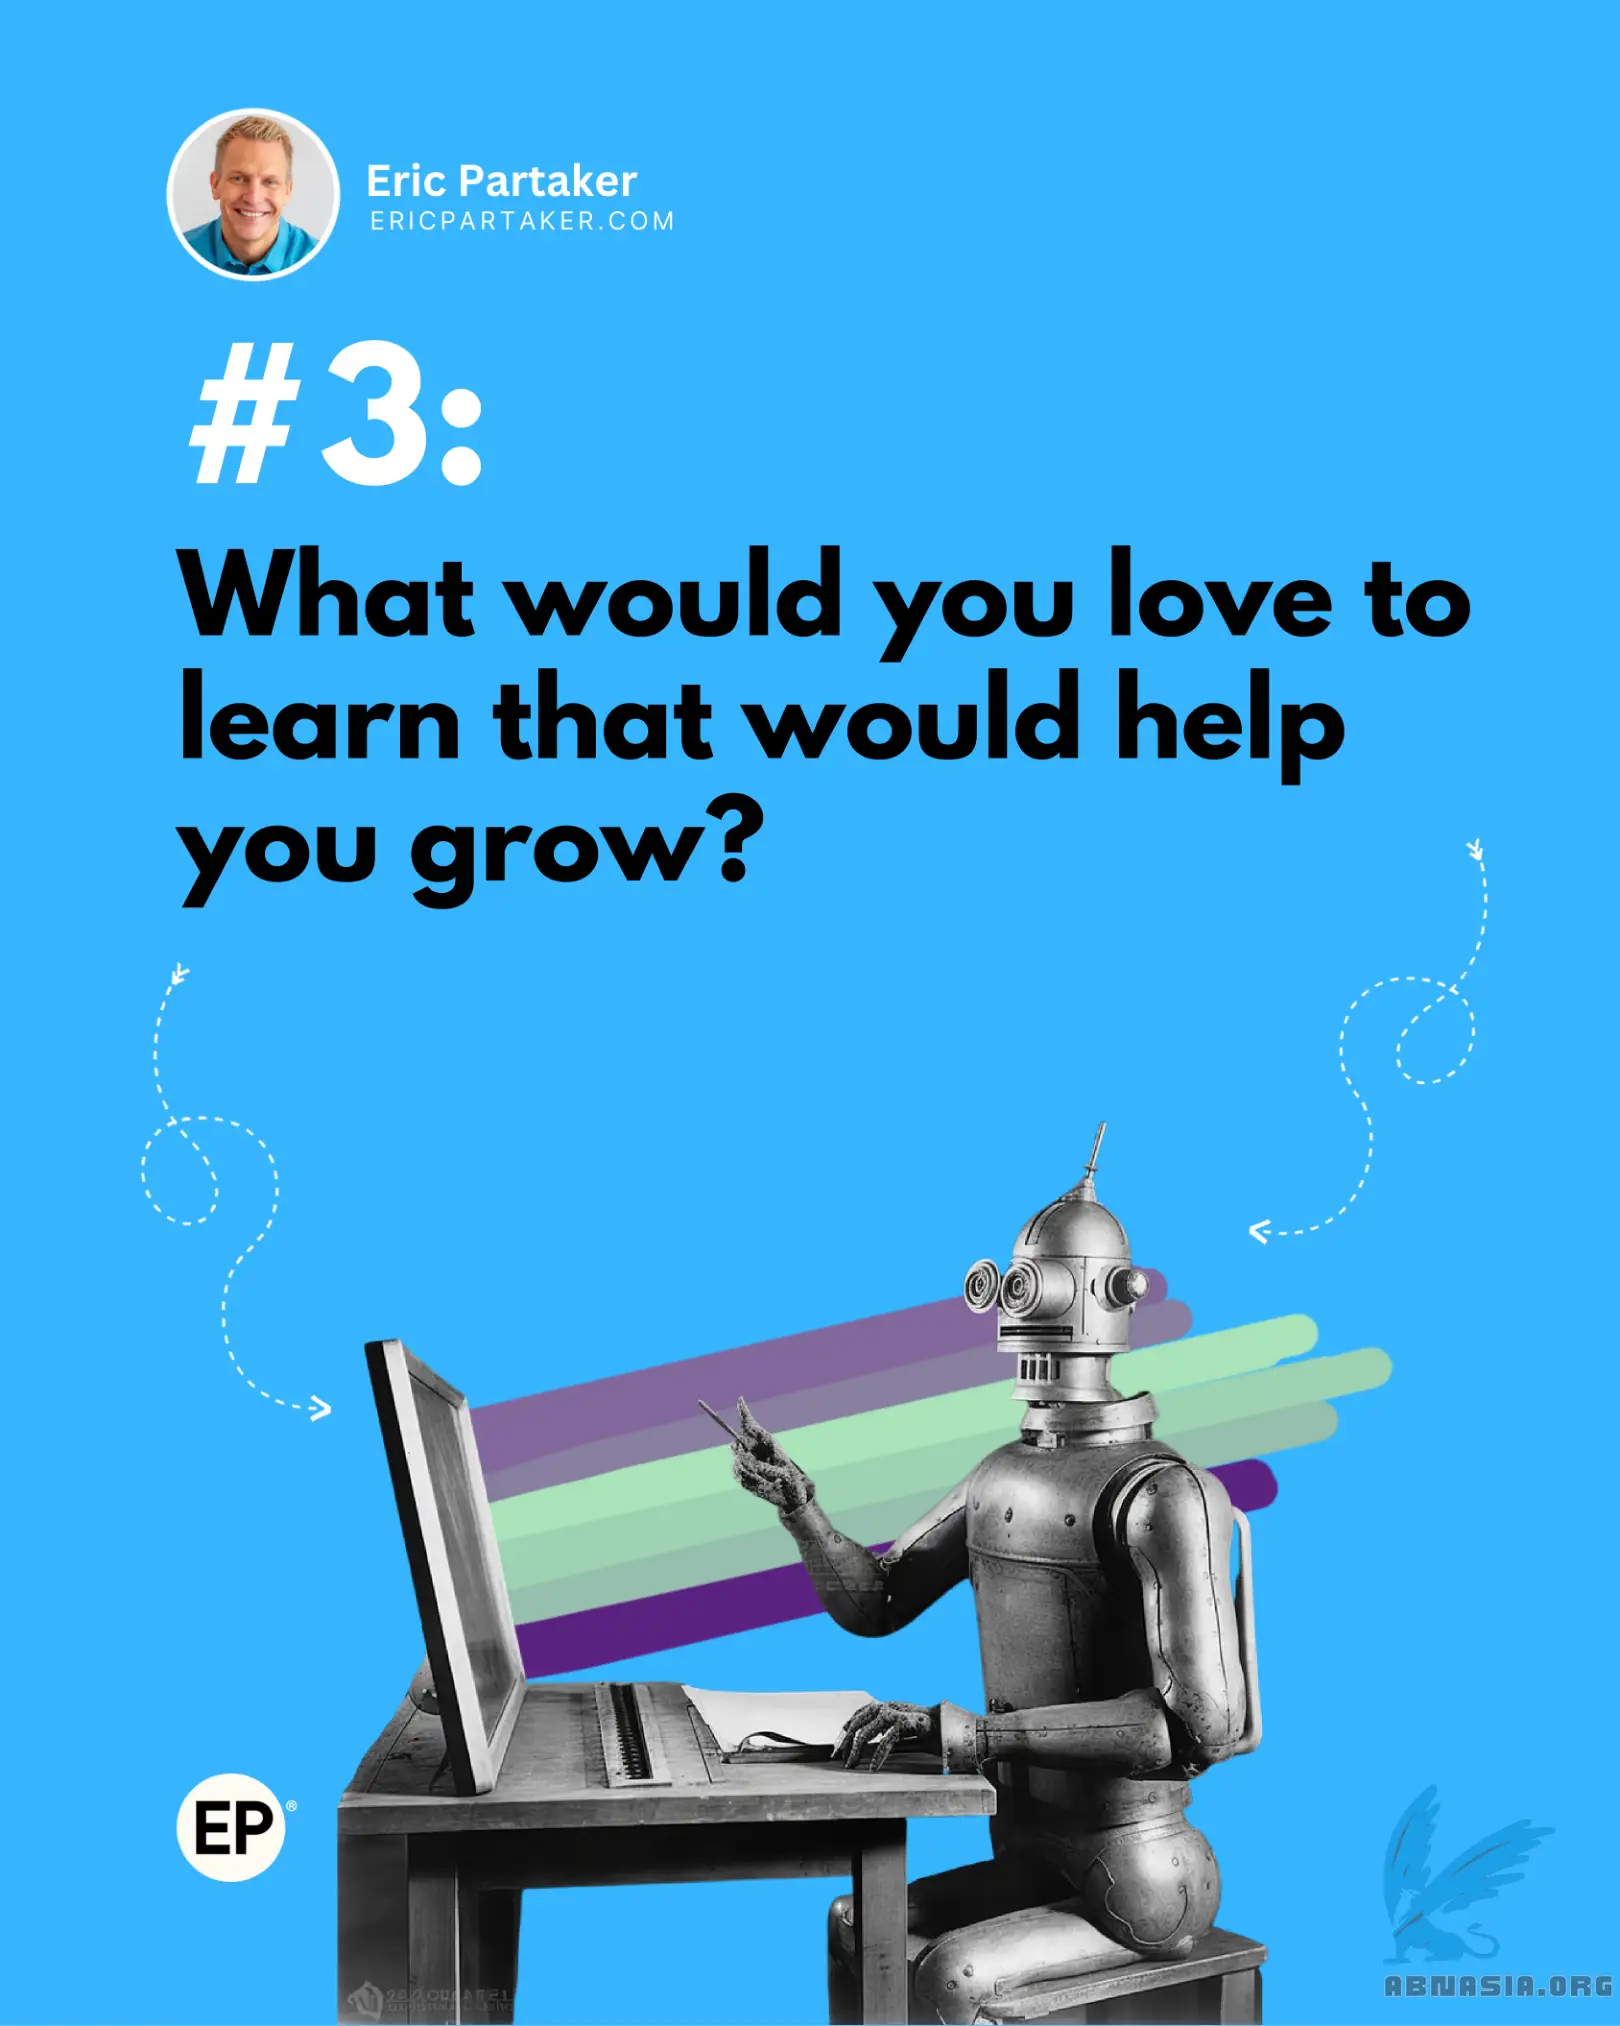 Eric Partaker
ERICPARTAKER.COM
#3:
What would you love to
learn that would help
you grow?
EP®
ABNASIA.ORG